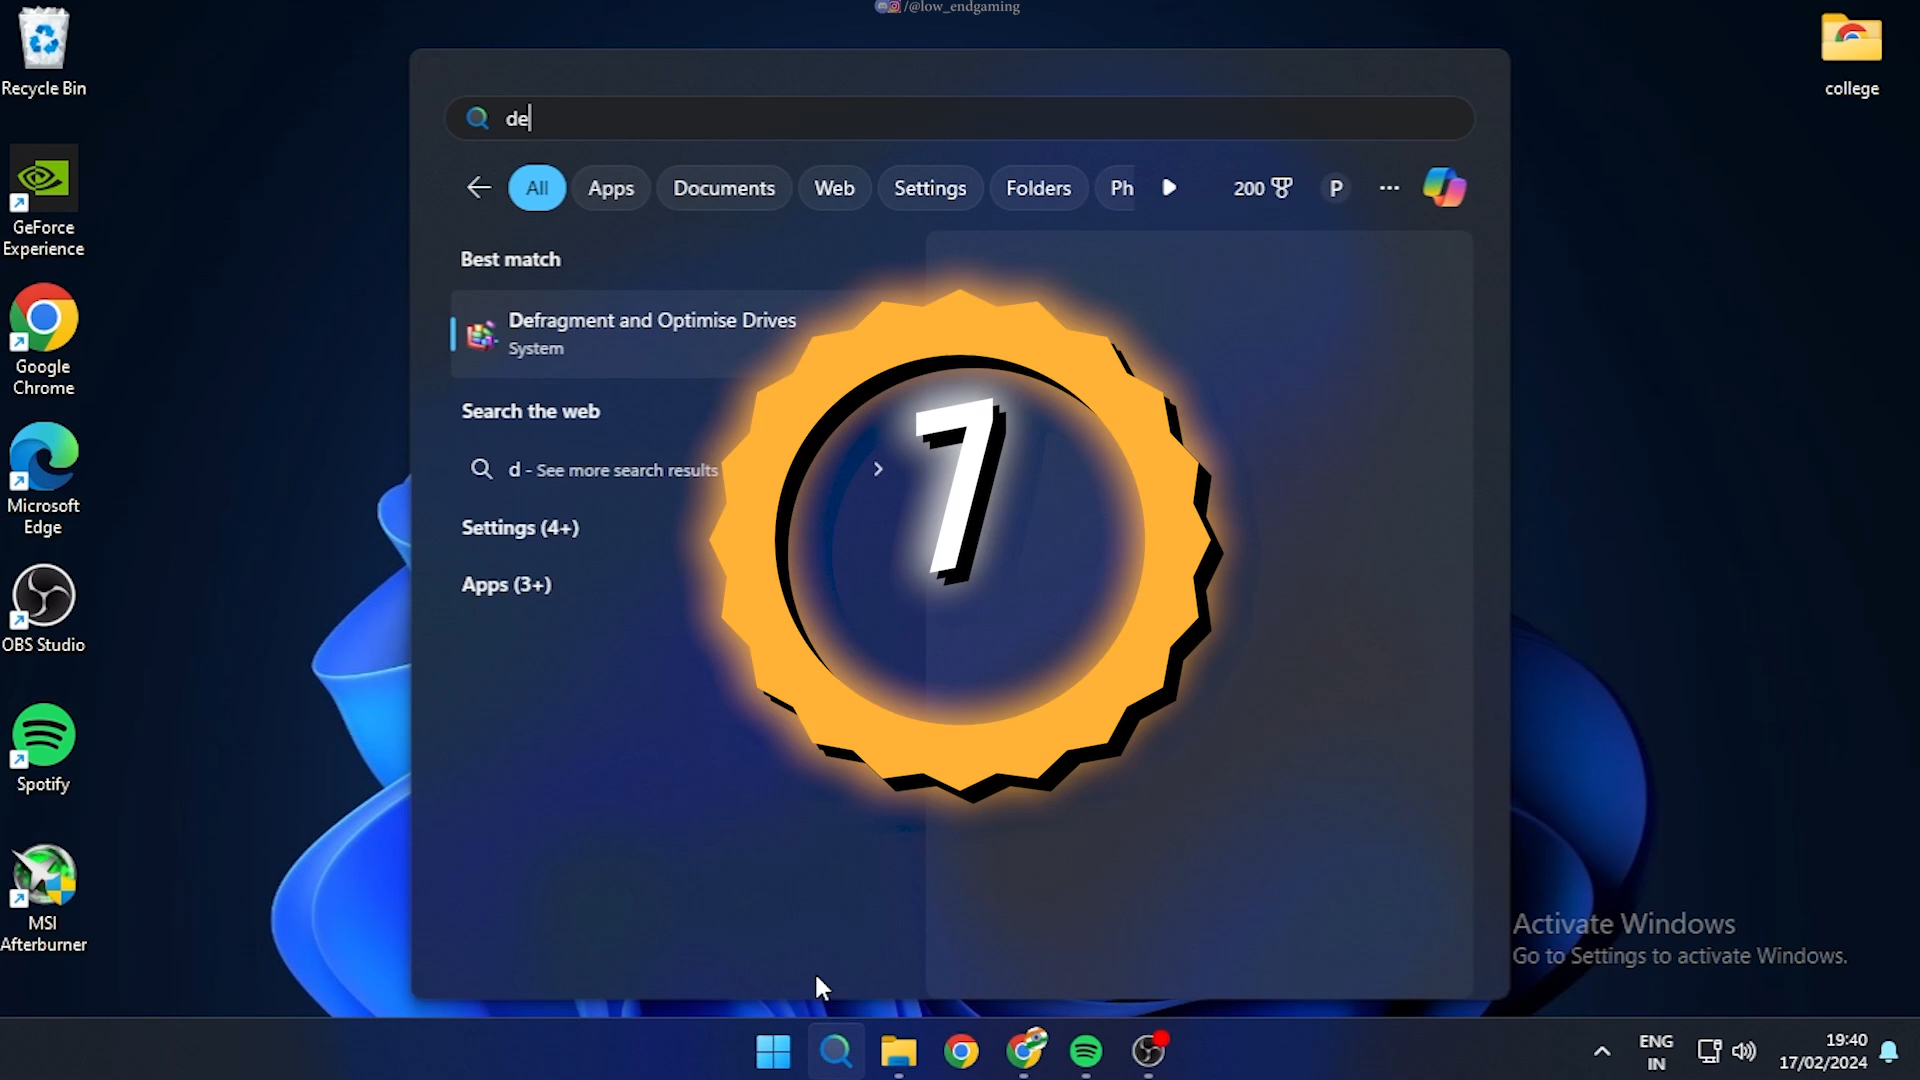 /@low_endgaming
Recycle Bin
college
de
All
Apps
Documents
Web
Settings
Folders
Ph
200
P
GeForce
Experience
Best match
Defragment and Optimise Drives
System
Google
Chrome
Search the web
d - See more search results
7
Microsoft
Edge
Settings (4+)
Apps (3+)
OBS Studio
Spotify
MSI
Afterburner
Activate Windows
Go to Settings to activate Windows.
ENG
IN
19:40
17/02/2024